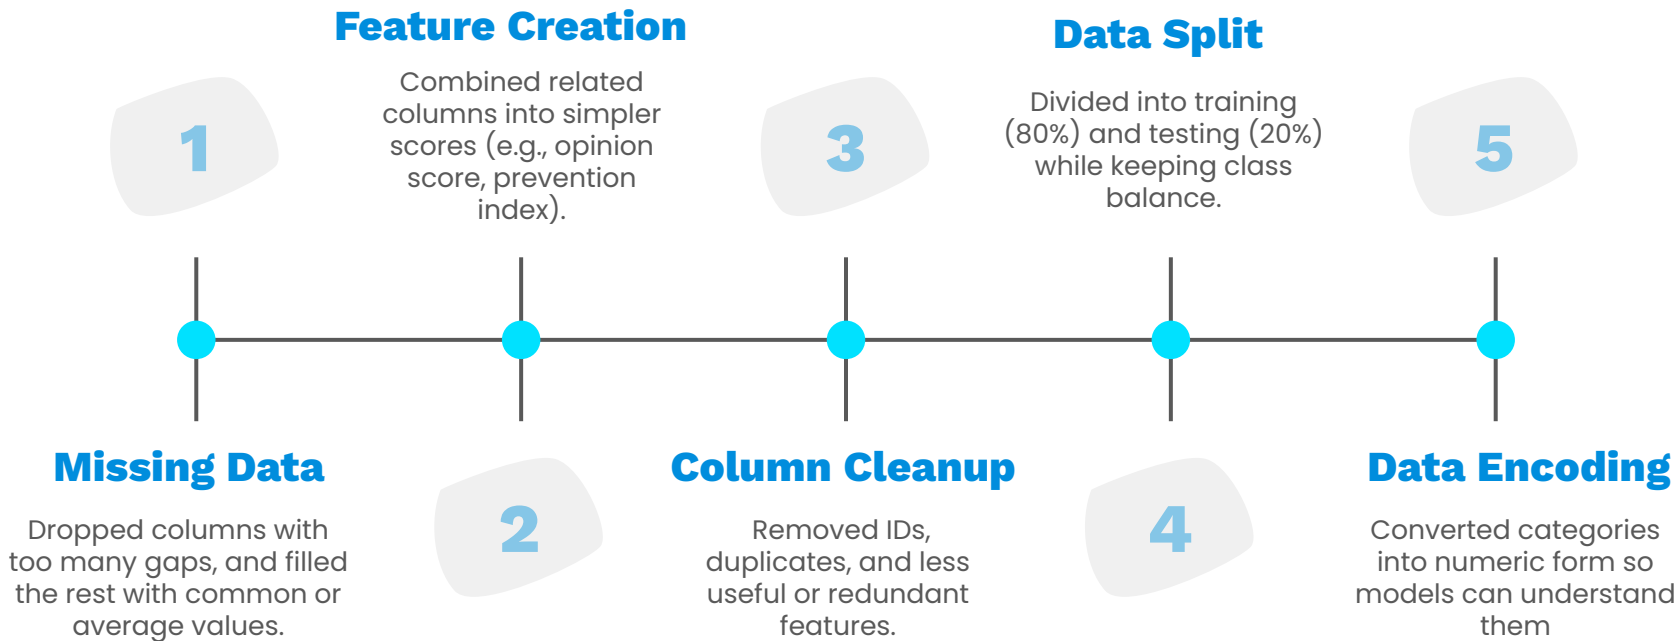 1
Missing Data
Dropped columns with
too many gaps, and filled
the rest with common or
average values.
Feature Creation
Combined related
columns into simpler
scores (e.g., opinion
score, prevention
index).
2
3
Column Cleanup
Removed IDs,
duplicates, and less
useful or redundant
features.
Data Split
Divided into training
(80%) and testing (20%)
while keeping class
balance.
4
5
Data Encoding
Converted categories
into numeric form so
models can understand
them